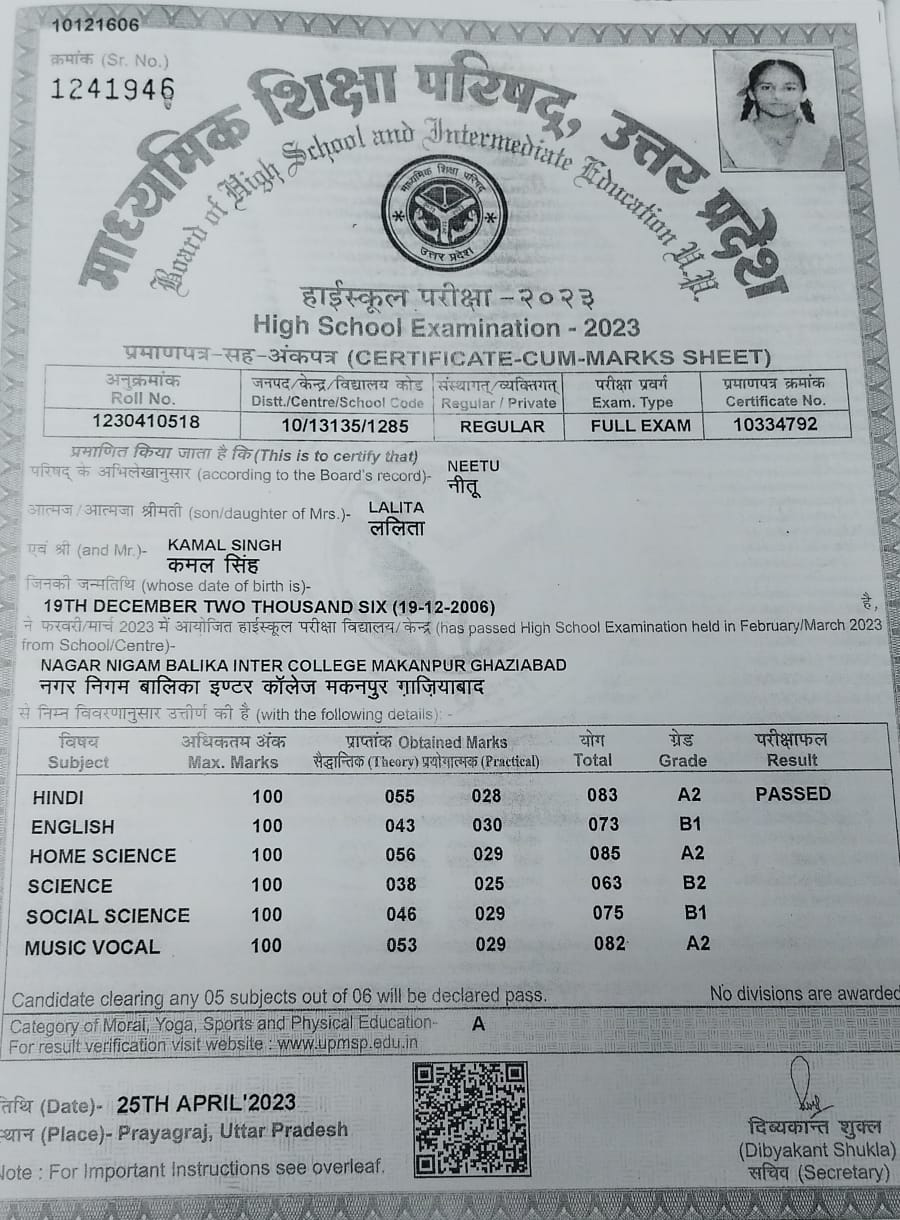 10121606
क्रमांक (Sr. No.)
1241946
माध्यमिक शिक्षा परिषद्, उत्तर प्रदेश
Board of High School and Intermediate Education U.P.
माध्यमिक शिक्षा परिषद्
उत्तर प्रदेश
हाईस्कूल परीक्षा -२०२३
High School Examination - 2023
प्रमाणपत्र-सह-अंकपत्र (CERTIFICATE-CUM-MARKS SHEET)
अनुक्रमांक जनपद/केन्द्र/विद्यालय कोड संस्थागत/व्यक्तिगत परीक्षा प्रवर्ग प्रमाणपत्र क्रमांक
Roll No. Distt./Centre/School Code Regular / Private Exam. Type Certificate No.
1230410518 10/13135/1285 REGULAR FULL EXAM 10334792
प्रमाणित किया जाता है कि(This is to certify that)
परिषद् के अभिलेखानुसार (according to the Board's record)- NEETU
नीतू
आत्मज/आत्मजा श्रीमती (son/daughter of Mrs.)- LALITA
ललिता
एवं श्री (and Mr.)- KAMAL SINGH
कमल सिंह
जिनकी जन्मतिथि (whose date of birth is)-
19TH DECEMBER TWO THOUSAND SIX (19-12-2006) है,
ने फरवरी/मार्च 2023 में आयोजित हाईस्कूल परीक्षा विद्यालय/केन्द्र (has passed High School Examination held in February/March 2023
from School/Centre)-
NAGAR NIGAM BALIKA INTER COLLEGE MAKANPUR GHAZIABAD
नगर निगम बालिका इण्टर कॉलेज मकनपुर ग़ाज़ियाबाद
से निम्न विवरणानुसार उत्तीर्ण की है (with the following details): -
विषय अधिकतम अंक प्राप्तांक Obtained Marks योग ग्रेड परीक्षाफल
Subject Max. Marks सैद्धान्तिक (Theory) प्रयोगात्मक (Practical) Total Grade Result
HINDI 100 055 028 083 A2 PASSED
ENGLISH 100 043 030 073 B1
HOME SCIENCE 100 056 029 085 A2
SCIENCE 100 038 025 063 B2
SOCIAL SCIENCE 100 046 029 075 B1
MUSIC VOCAL 100 053 029 082 A2
Candidate clearing any 05 subjects out of 06 will be declared pass. No divisions are awarded
Category of Moral, Yoga, Sports and Physical Education- A
For result verification visit website : www.upmsp.edu.in
तिथि (Date)- 25TH APRIL'2023
स्थान (Place)- Prayagraj, Uttar Pradesh
Note : For Important Instructions see overleaf.
दिब्यकान्त शुक्ल
(Dibyakant Shukla)
सचिव (Secretary)